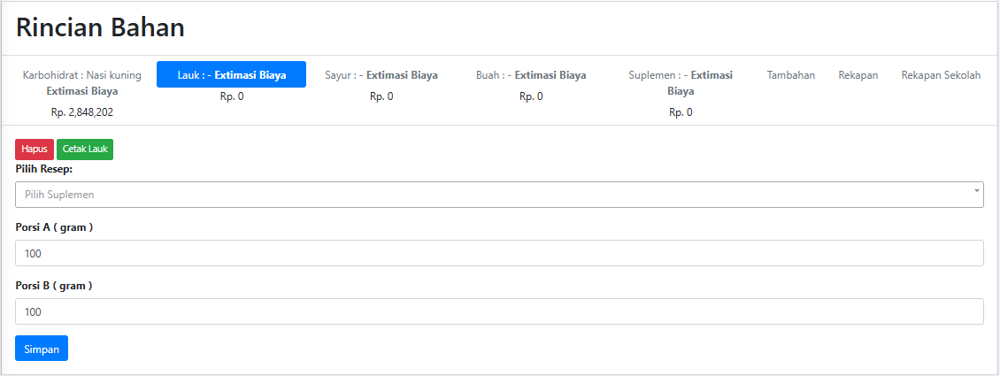 Rincian Bahan
Karbohidrat : Nasi kuning
Extimasi Biaya
Rp. 2,848,202
Lauk : - Extimasi Biaya
Rp. 0
Sayur : - Extimasi Biaya
Rp. 0
Buah : - Extimasi Biaya
Rp. 0
Suplemen : - Extimasi
Biaya
Rp. 0
Tambahan
Rekapan
Rekapan Sekolah
Hapus
Cetak Lauk
Pilih Resep:
Pilih Suplemen
Porsi A ( gram )
100
Porsi B ( gram )
100
Simpan